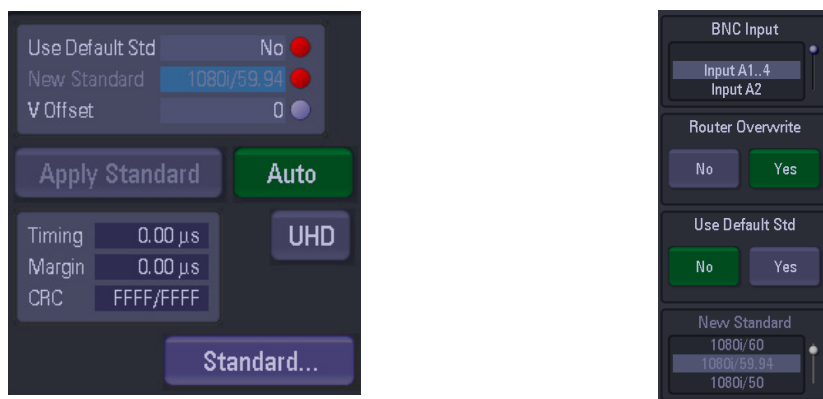 Use Default Std No
New Standard 1080i/59.94
V Offset 0
Apply Standard Auto
Timing 0.00 µs
UHD
Margin 0.00 µs
CRC FFFF/FFFF
Standard...
BNC Input
Input A1..4
Input A2
Router Overwrite
No Yes
Use Default Std
No Yes
New Standard
1080i/60
1080i/59.94
1080i/50